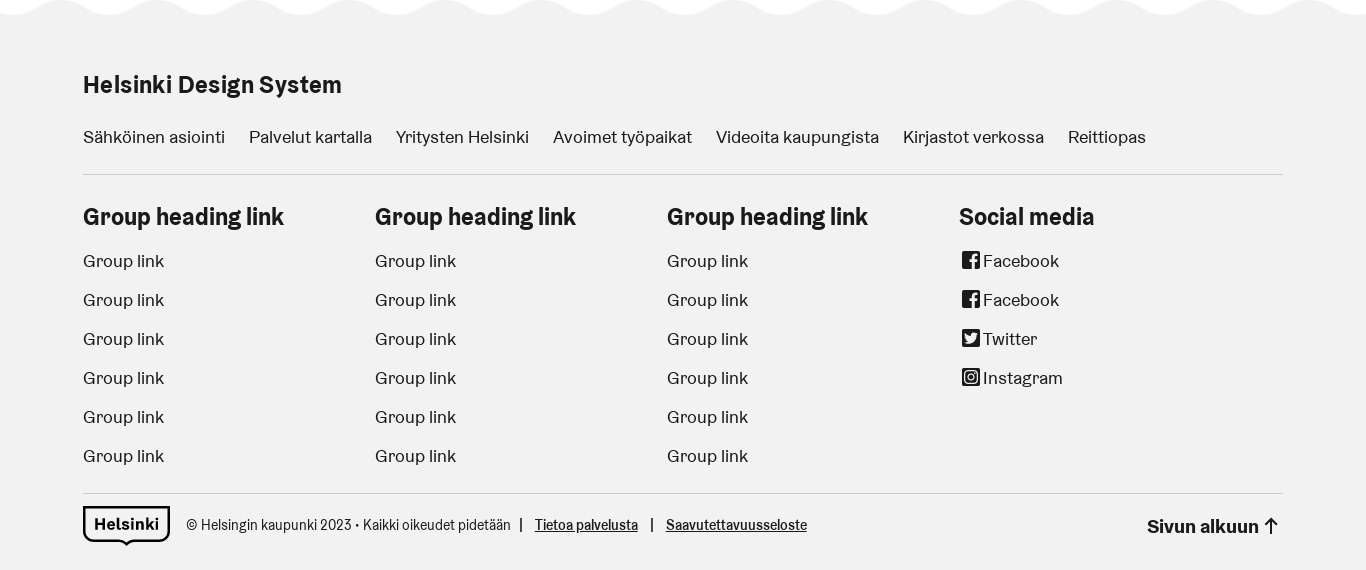 Helsinki Design System
Sähköinen asiointi Palvelut kartalla Yritysten Helsinki Avoimet työpaikat Videoita kaupungista Kirjastot verkossa Reittiopas
Group heading link
Group link
Group link
Group link
Group link
Group link
Group link
Group heading link
Group link
Group link
Group link
Group link
Group link
Group link
Group heading link
Group link
Group link
Group link
Group link
Group link
Group link
Social media
Facebook
Facebook
Twitter
Instagram
Helsinki © Helsingin kaupunki 2023 • Kaikki oikeudet pidetään | Tietoa palvelusta | Saavutettavuusseloste Sivun alkuun ↑